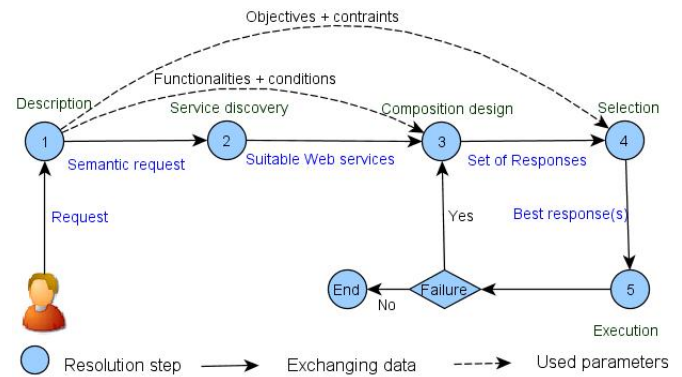 Objectives + contraints
Functionalities + conditions
Description
Service discovery
Composition design
Selection
1
2
3
4
Semantic request
Suitable Web services
Set of Responses
Request
Yes
Best response(s)
End
No
Failure
5
Execution
Resolution step
Exchanging data
Used parameters